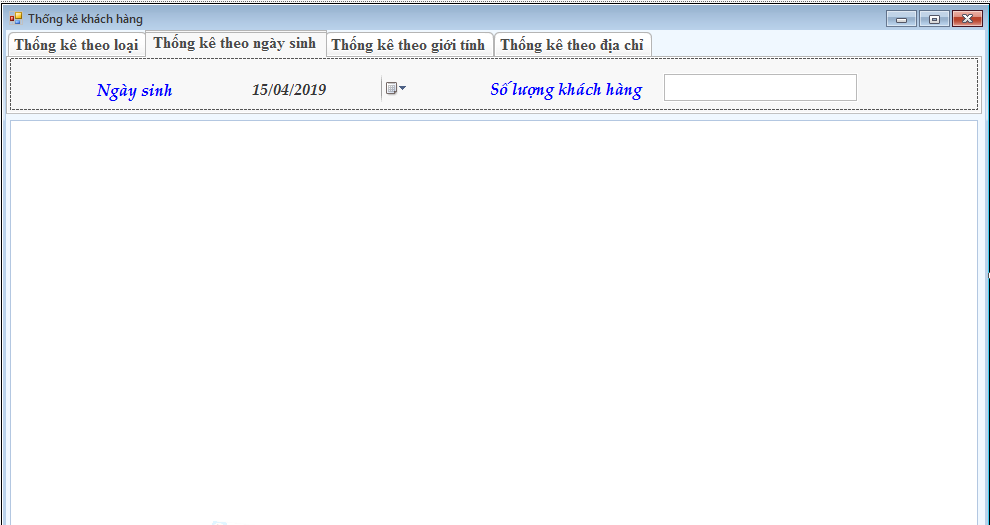 Thống kê khách hàng
Thống kê theo loại Thống kê theo ngày sinh Thống kê theo giới tính Thống kê theo địa chỉ
Ngày sinh 15/04/2019 Số lượng khách hàng